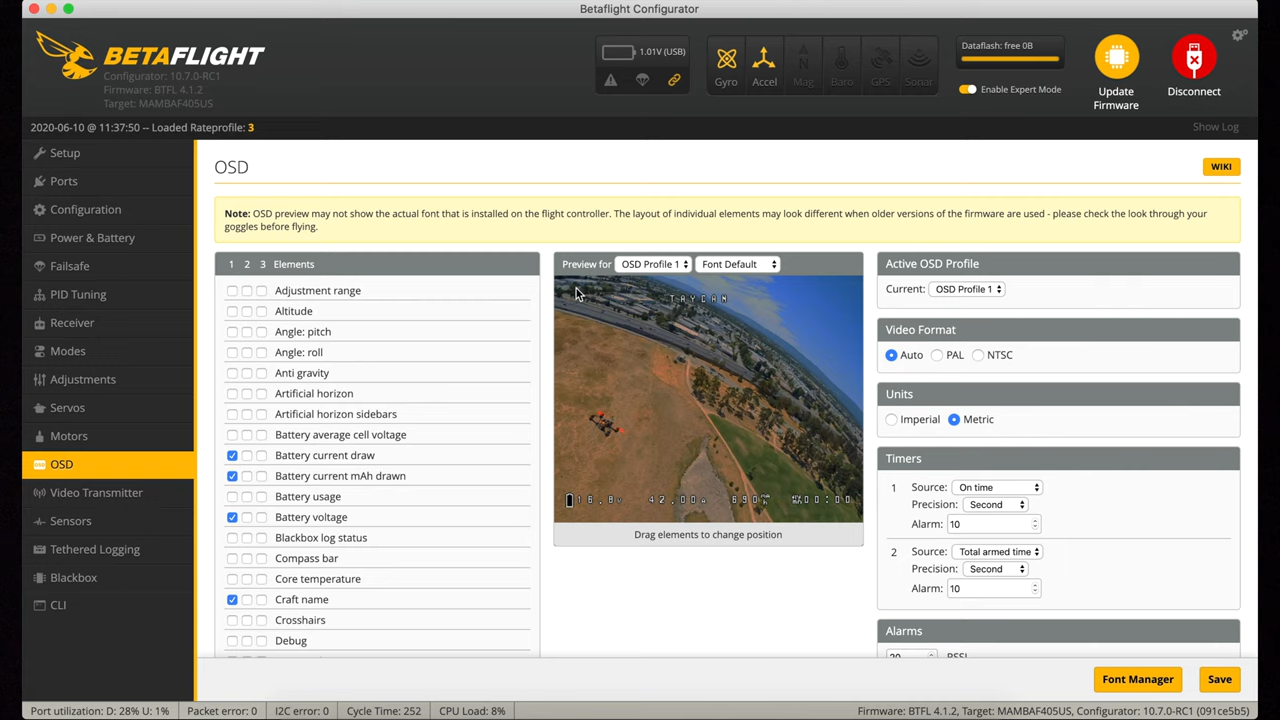 Betaflight Configurator
BETAFLIGHT
Configurator: 10.7.0-RC1
Firmware: BTFL 4.1.2
Target: MAMBAF405US
1.01V (USB)
Gyro
Accel
Mag
Baro
GPS
Sonar
Dataflash: free 0B
Enable Expert Mode
Update
Firmware
Disconnect
2020-06-10 @ 11:37:50 -- Loaded Rateprofile: 3
Show Log
Setup
Ports
Configuration
Power & Battery
Failsafe
PID Tuning
Receiver
Modes
Adjustments
Servos
Motors
OSD
Video Transmitter
Sensors
Tethered Logging
Blackbox
CLI
OSD
WIKI
Note: OSD preview may not show the actual font that is installed on the flight controller. The layout of individual elements may look different when older versions of the firmware are used - please check the look through your
goggles before flying.
1 2 3 Elements
Adjustment range
Altitude
Angle: pitch
Angle: roll
Anti gravity
Artificial horizon
Artificial horizon sidebars
Battery average cell voltage
Battery current draw
Battery current mAh drawn
Battery usage
Battery voltage
Blackbox log status
Compass bar
Core temperature
Craft name
Crosshairs
Debug
Preview for OSD Profile 1 Font Default
TAYCAN
16.8V 42.00A 690
00:00
Drag elements to change position
Active OSD Profile
Current: OSD Profile 1
Video Format
Auto PAL NTSC
Units
Imperial Metric
Timers
1 Source: On time
Precision: Second
Alarm: 10
2 Source: Total armed time
Precision: Second
Alarm: 10
Alarms
20 RSSI
Font Manager
Save
Port utilization: D: 28% U: 1%
Packet error: 0
I2C error: 0
Cycle Time: 252
CPU Load: 8%
Firmware: BTFL 4.1.2, Target: MAMBAF405US, Configurator: 10.7.0-RC1 (091ce5b5)